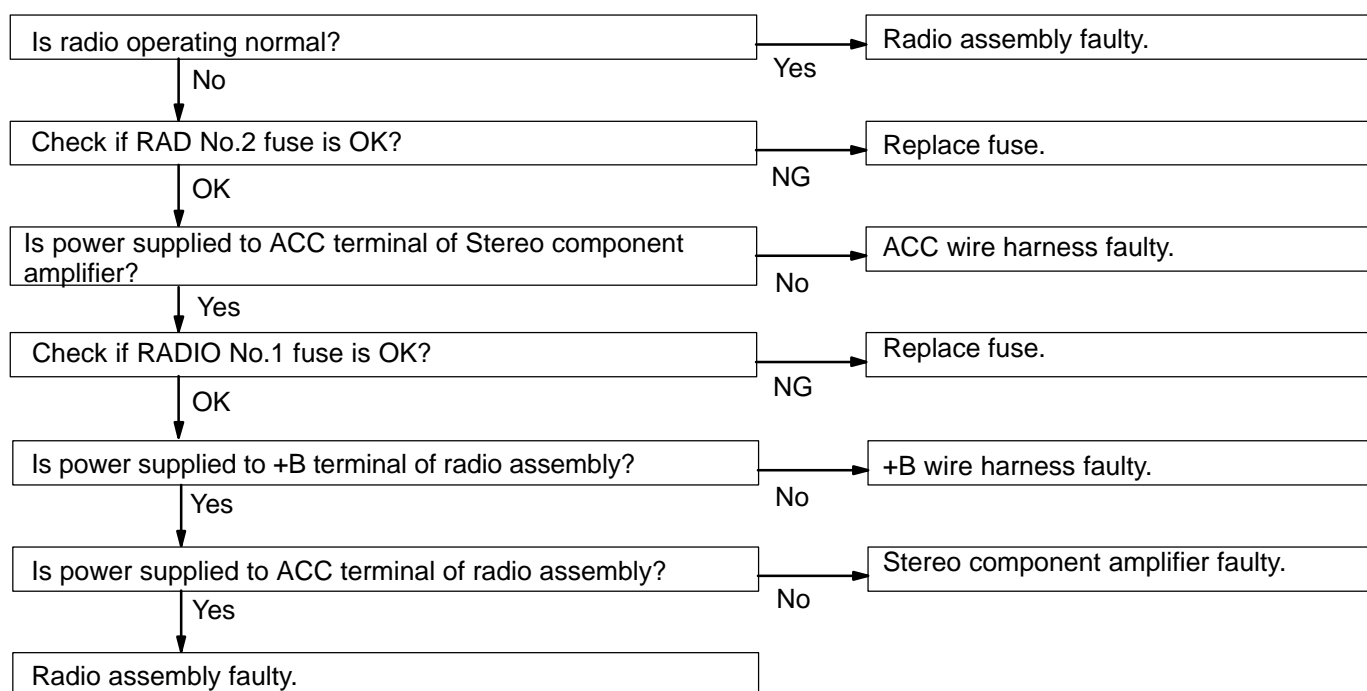 Is radio operating normal?
Yes
Radio assembly faulty.
No
Check if RAD No.2 fuse is OK?
NG
Replace fuse.
OK
Is power supplied to ACC terminal of Stereo component
amplifier?
No
ACC wire harness faulty.
Yes
Check if RADIO No.1 fuse is OK?
NG
Replace fuse.
OK
Is power supplied to +B terminal of radio assembly?
No
+B wire harness faulty.
Yes
Is power supplied to ACC terminal of radio assembly?
No
Stereo component amplifier faulty.
Yes
Radio assembly faulty.